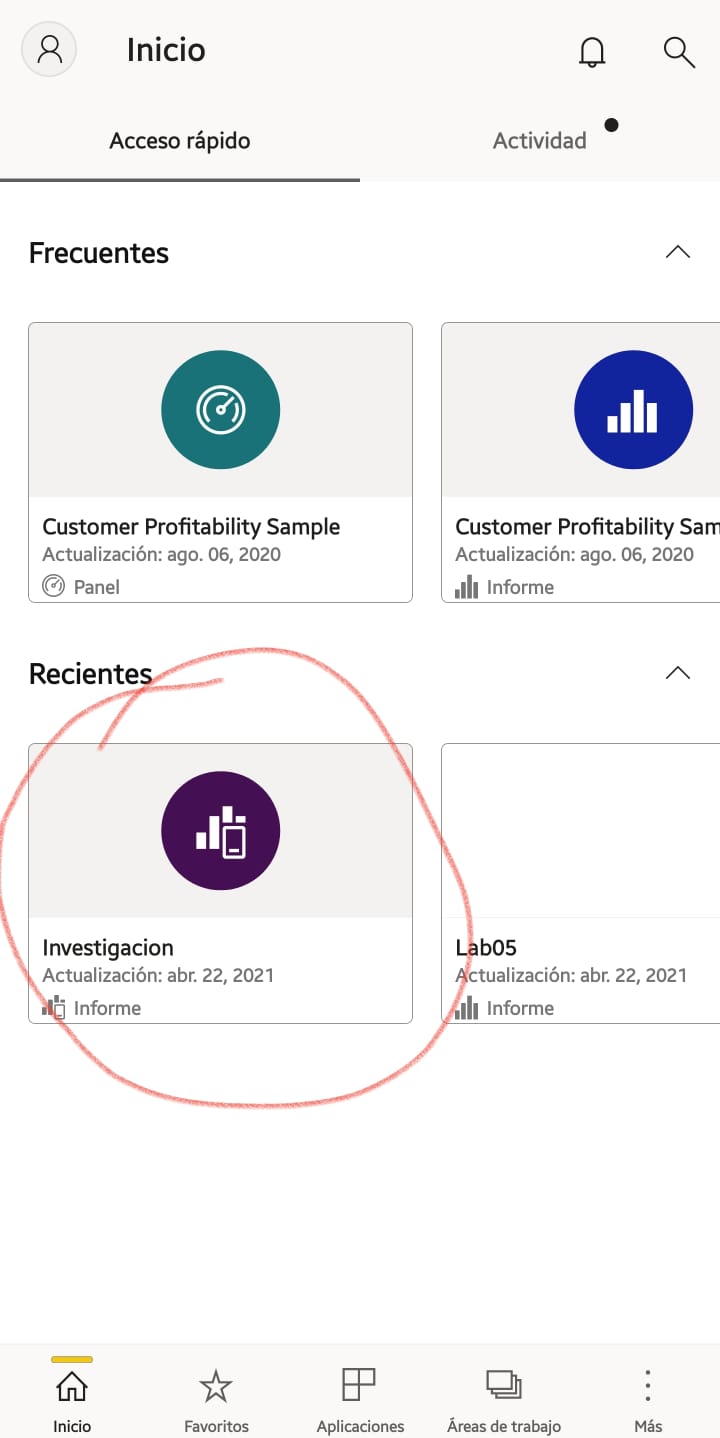 Inicio
Acceso rápido
Actividad
Frecuentes
Customer Profitability Sample
Actualización: ago. 06, 2020
Panel
Customer Profitability Sam
Actualización: ago. 06, 2020
Informe
Recientes
Investigacion
Actualización: abr. 22, 2021
Informe
Lab05
Actualización: abr. 22, 2021
Informe
Inicio
Favoritos
Aplicaciones
Áreas de trabajo
Más